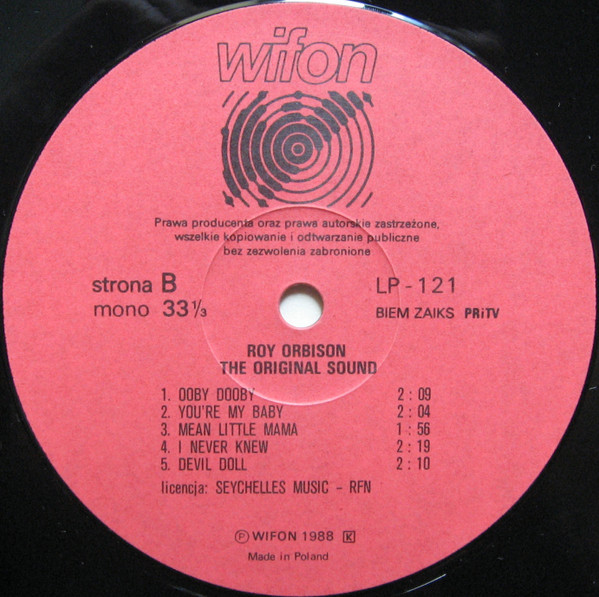 wifon
Prawa producenta oraz prawa autorskie zastrzeżone,
wszelkie kopiowanie i odtwarzanie publiczne
bez zezwolenia zabronione
strona B LP - 121
mono 33 1/3 BIEM ZAIKS PRiTV
ROY ORBISON
THE ORIGINAL SOUND
1. OOBY DOOBY 2 : 09
2. YOU'RE MY BABY 2 : 04
3. MEAN LITTLE MAMA 1 : 56
4. I NEVER KNEW 2 : 19
5. DEVIL DOLL 2 : 10
licencja: SEYCHELLES MUSIC - RFN
Ⓟ WIFON 1988 K
Made in Poland